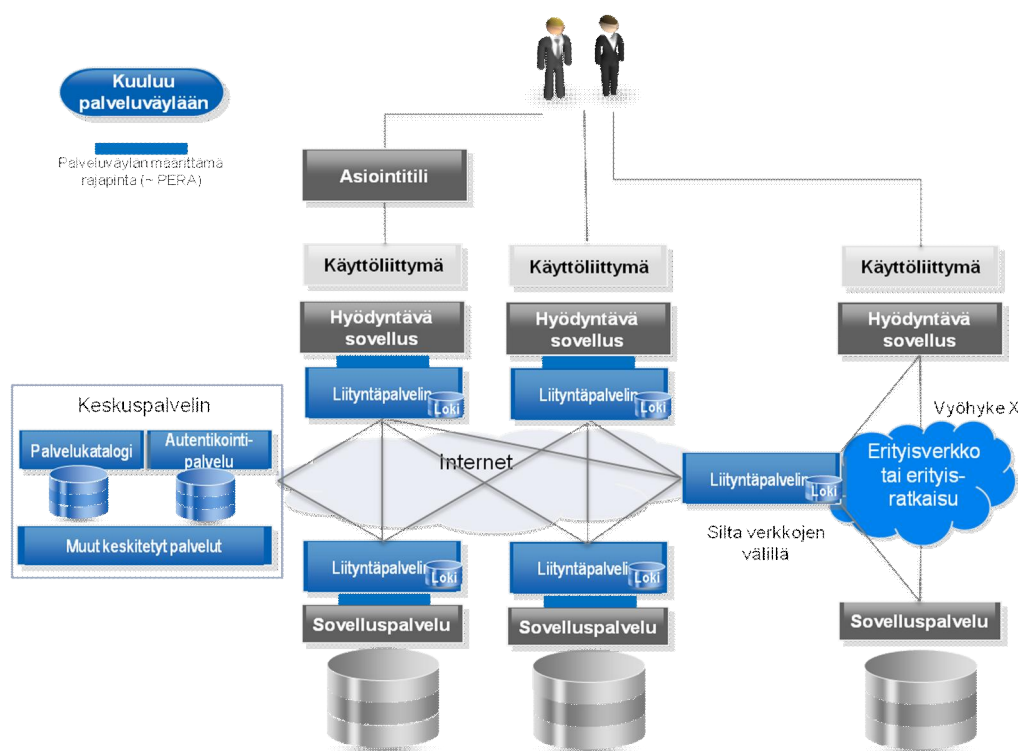 Kuuluu
palveluväylään
Palveluväylän määrittämä
rajapinta (~ PERA)
Asiointitili
Käyttöliittymä
Käyttöliittymä
Käyttöliittymä
Hyödyntävä
sovellus
Hyödyntävä
sovellus
Hyödyntävä
sovellus
Liityntäpalvelin
Loki
Liityntäpalvelin
Loki
Keskuspalvelin
Palvelukatalogi
Autentikointi-
palvelu
Muut keskitetyt palvelut
internet
Liityntäpalvelin
Loki
Vyöhyke X
Erityisverkko
tai erityis-
ratkaisu
Silta verkkojen
välillä
Liityntäpalvelin
Loki
Liityntäpalvelin
Loki
Sovelluspalvelu
Sovelluspalvelu
Sovelluspalvelu